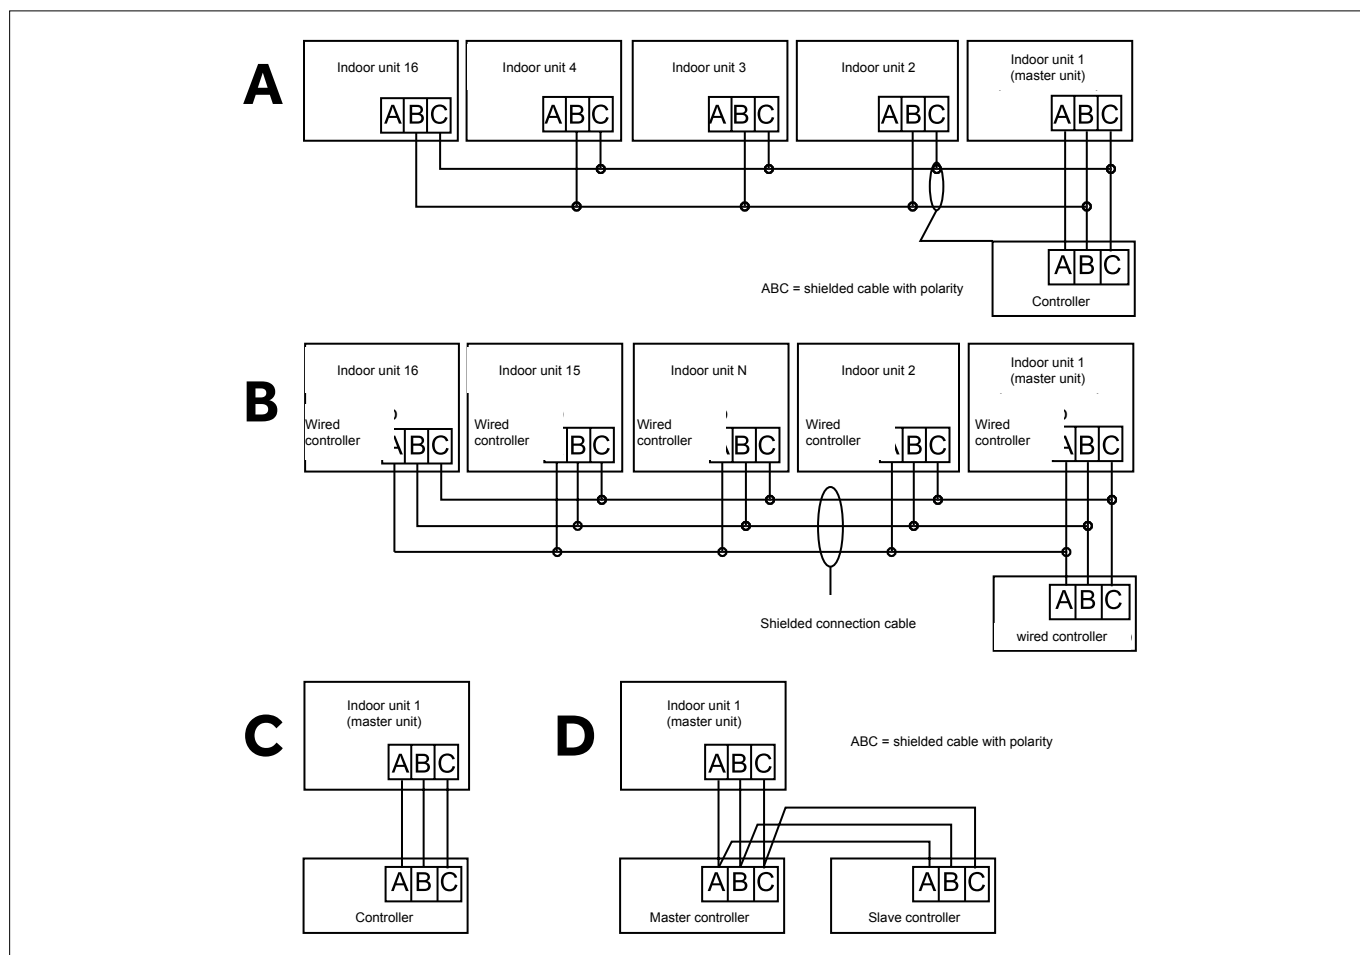 A
Indoor unit 16
Indoor unit 4
Indoor unit 3
Indoor unit 2
Indoor unit 1
(master unit)
A B C
A B C
A B C
A B C
A B C
A B C
ABC = shielded cable with polarity
Controller
B
Indoor unit 16
Indoor unit 15
Indoor unit N
Indoor unit 2
Indoor unit 1
(master unit)
Wired
controller
B C
Wired
controller
B C
Wired
controller
B C
Wired
controller
B C
Wired
controller
B C
A B C
Shielded connection cable
wired controller
C
Indoor unit 1
(master unit)
A B C
A B C
Controller
D
Indoor unit 1
(master unit)
A B C
ABC = shielded cable with polarity
A B C
Master controller
A B C
Slave controller